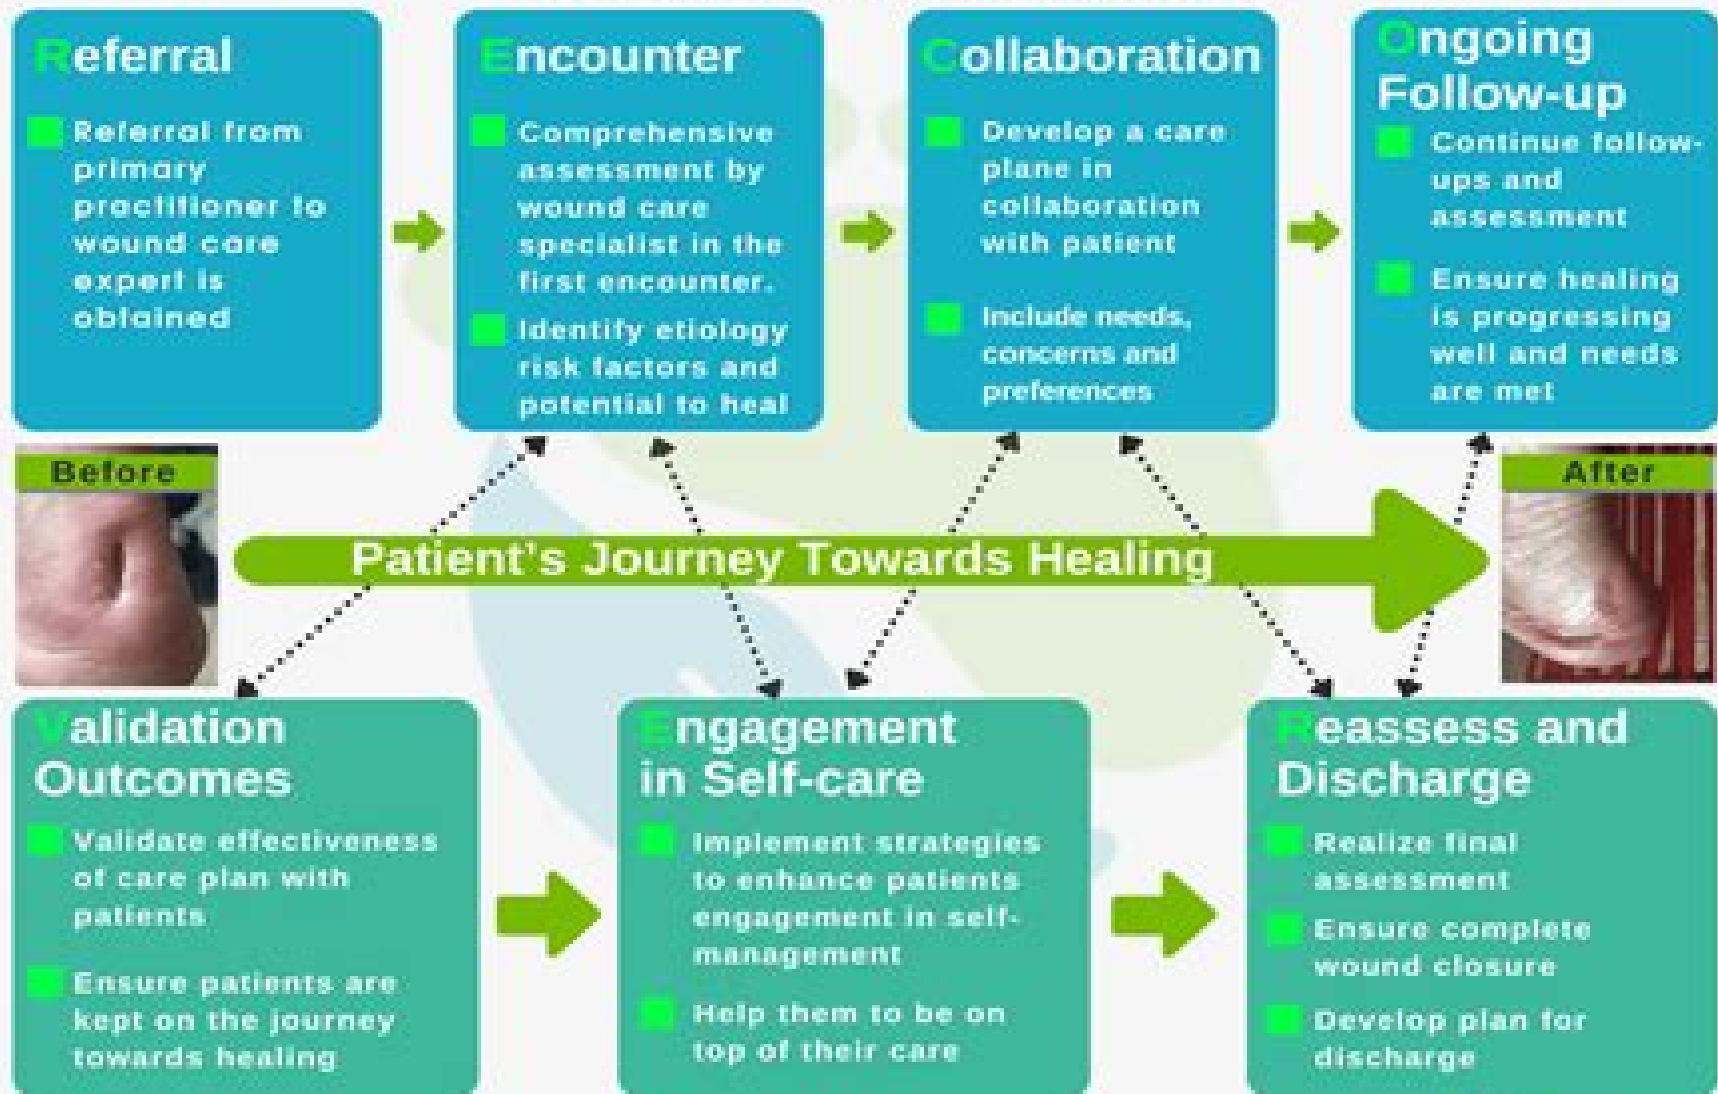 Referral
Referral from
primary
practitioner to
wound care
expert is
obtained
Encounter
Comprehensive
assessment by
wound care
specialist in the
first encounter.
Identify etiology
risk factors and
potential to heal
Collaboration
Develop a care
plane in
collaboration
with patient
Include needs,
concerns and
preferences
Ongoing
Follow-up
Continue follow-
ups and
assessment
Ensure healing
is progressing
well and needs
are met
Before
Patient's Journey Towards Healing
After
Validation
Outcomes
Validate effectiveness
of care plan with
patients
Ensure patients are
kept on the journey
towards healing
Engagement
in Self-care
Implement strategies
to enhance patients
engagement in self-
management
Help them to be on
top of their care
Reassess and
Discharge
Realize final
assessment
Ensure complete
wound closure
Develop plan for
discharge